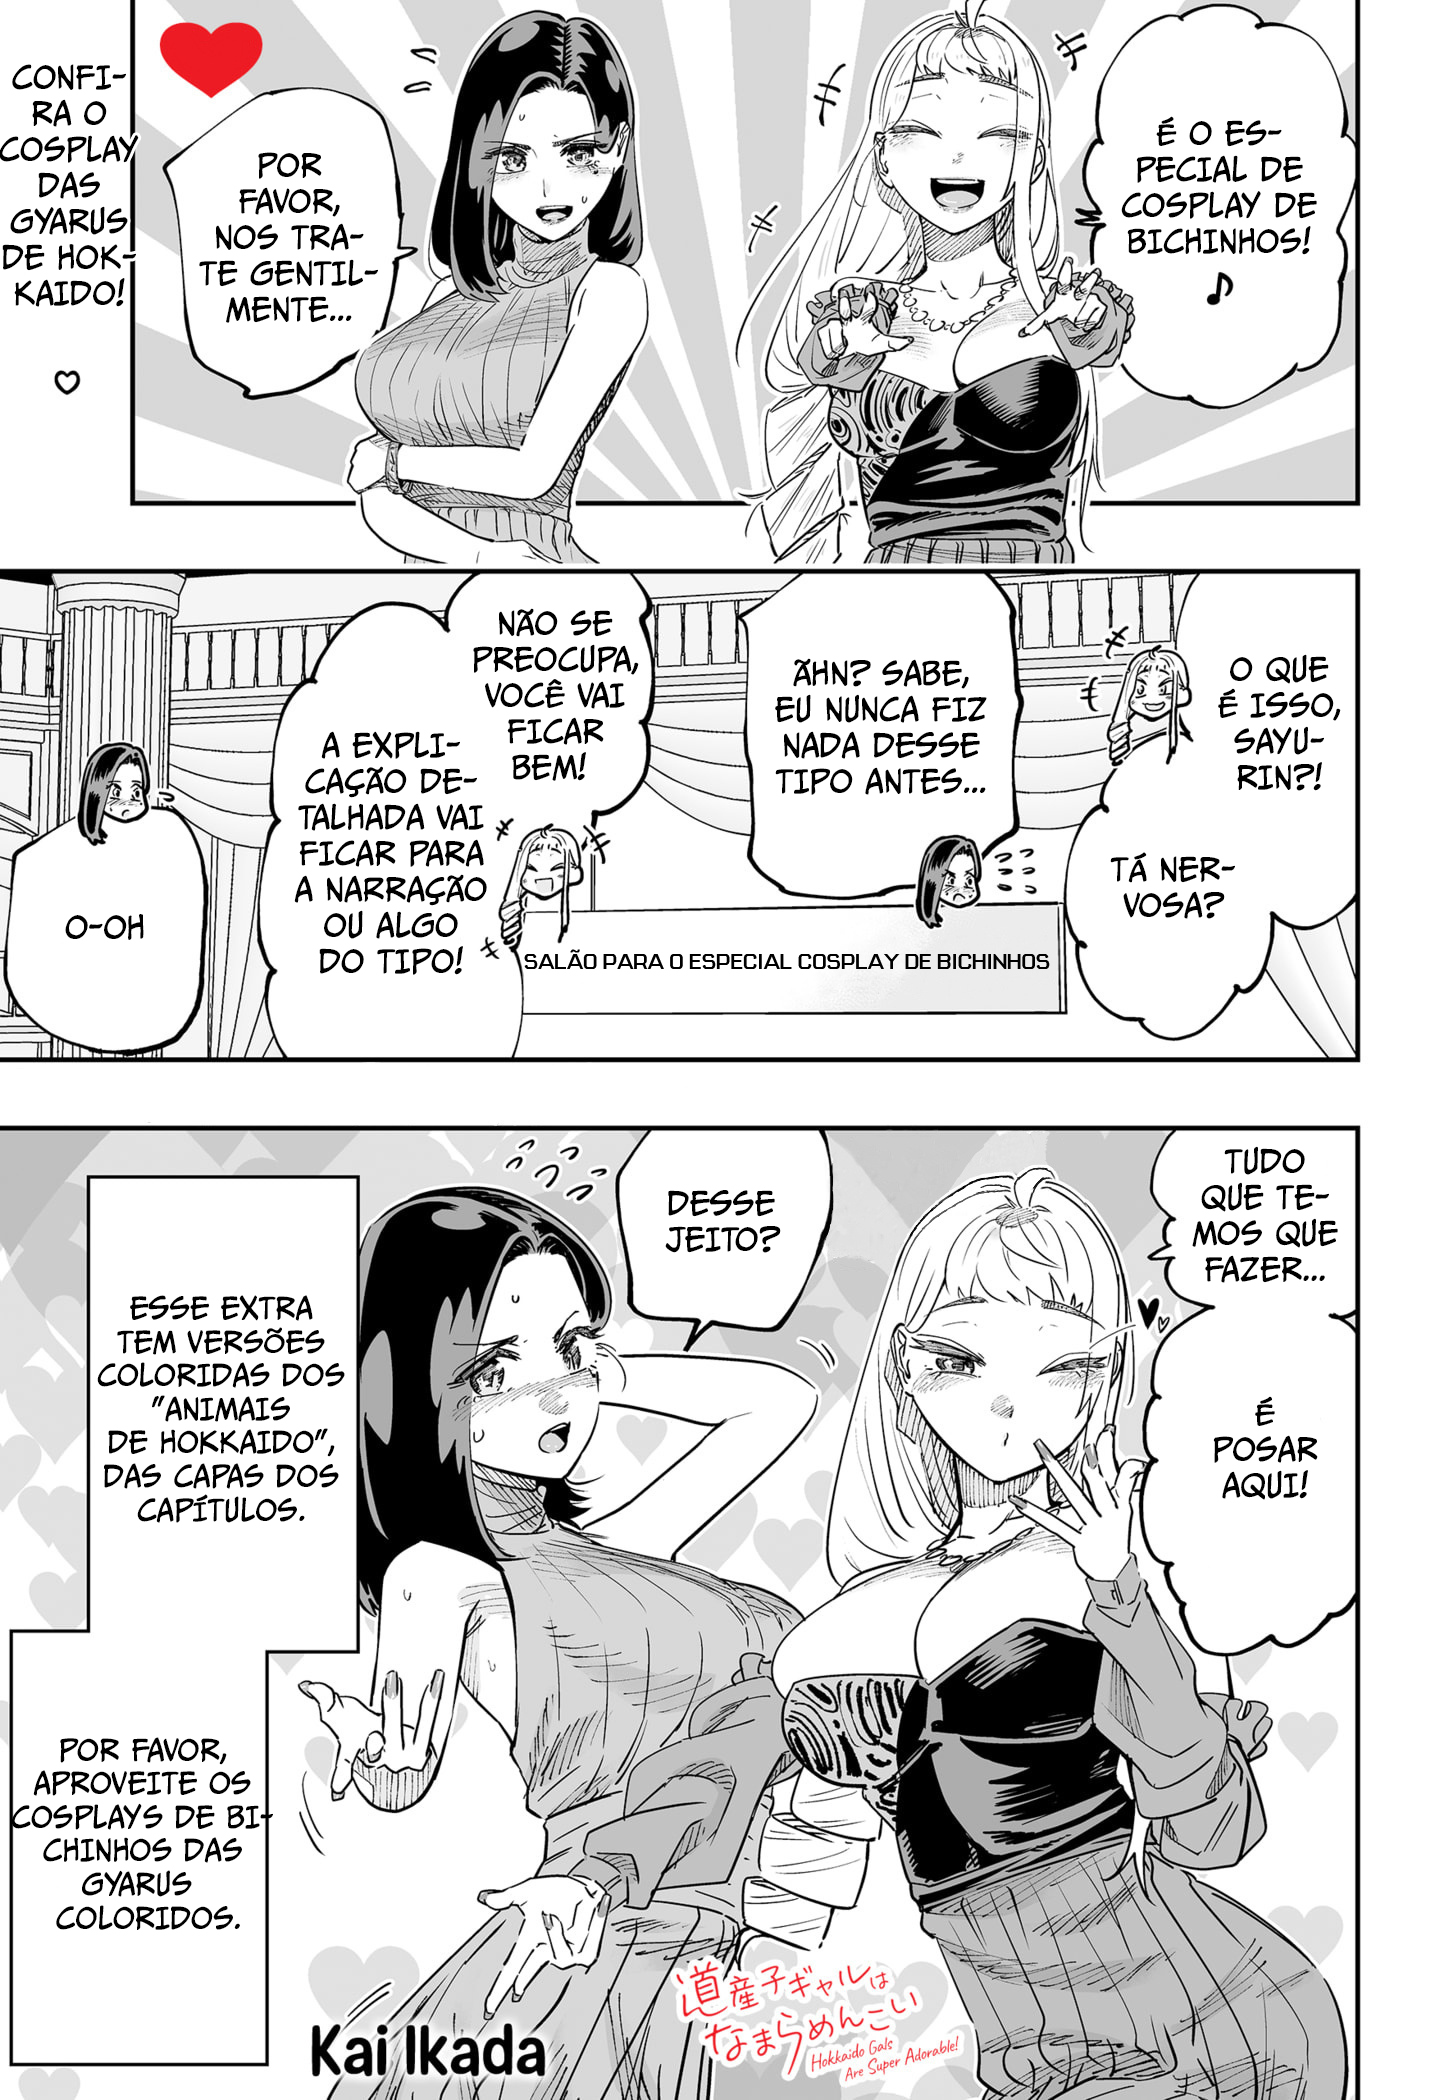 É O ES-
PECIAL DE
COSPLAY DE
BICHINHOS!
♪
POR
FAVOR,
NOS TRA-
TE GENTIL-
MENTE...
CONFI-
RA O
COSPLAY
DAS
GYARUS
DE HOK-
KAIDO!
♡
O QUE
É ISSO,
SAYU-
RIN?!
TÁ NER-
VOSA?
ÃHN? SABE,
EU NUNCA FIZ
NADA DESSE
TIPO ANTES...
NÃO SE
PREOCUPA,
VOCÊ VAI
FICAR
BEM!
A EXPLI-
CAÇÃO DE-
TALHADA VAI
FICAR PARA
A NARRAÇÃO
OU ALGO
DO TIPO!
O-OH
SALÃO PARA O ESPECIAL COSPLAY DE BICHINHOS
TUDO
QUE TE-
MOS QUE
FAZER...
É
POSAR
AQUI!
DESSE
JEITO?
ESSE EXTRA
TEM VERSÕES
COLORIDAS DOS
"ANIMAIS
DE HOKKAIDO",
DAS CAPAS DOS
CAPÍTULOS.
POR FAVOR,
APROVEITE OS
COSPLAYS DE BI-
CHINHOS DAS
GYARUS
COLORIDOS.
道産子ギャルは
なまらめんこい
Hokkaido Gals
Are Super Adorable!
Kai Ikada